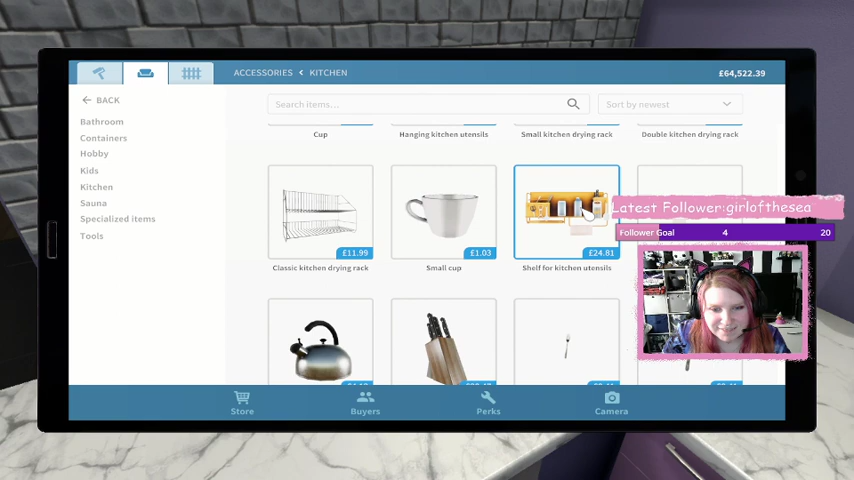 ACCESSORIES < KITCHEN
£64,522.39
BACK
Search items...
Sort by newest
Bathroom
Containers
Hobby
Kids
Kitchen
Sauna
Specialized items
Tools
Cup
Hanging kitchen utensils
Small kitchen drying rack
Double kitchen drying rack
£11.99
£1.03
£24.81
Classic kitchen drying rack
Small cup
Shelf for kitchen utensils
Latest Follower:girlofthesea
Follower Goal
4
20
Store
Buyers
Perks
Camera